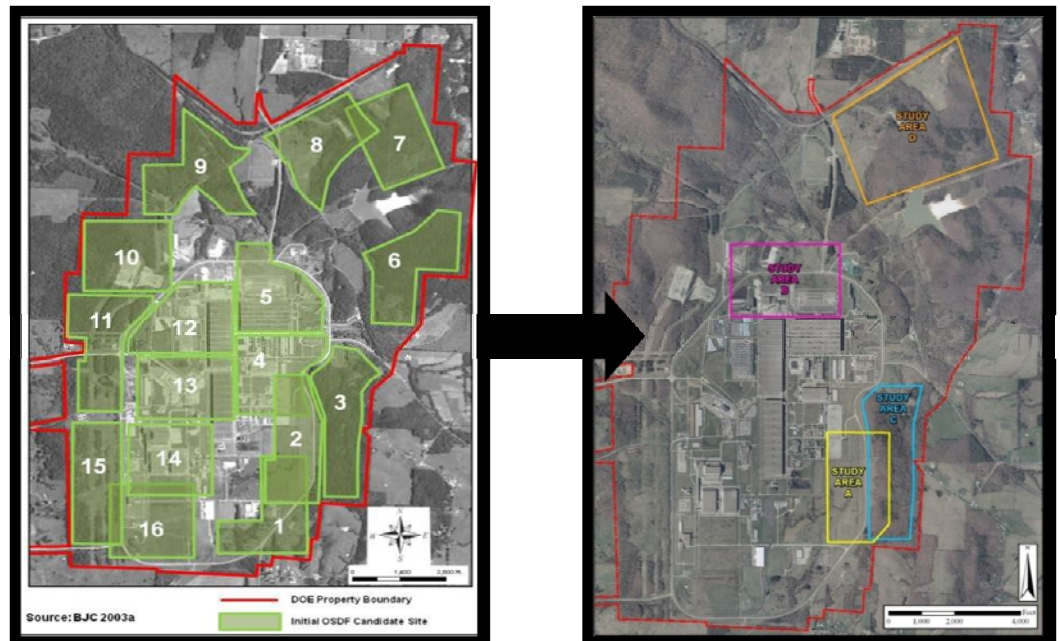 9
8
7
10
6
5
11
12
4
13
3
2
15
14
16
1
N
W E
S
0 1,400 2,800 Ft.
DOE Property Boundary
Initial OSDF Candidate Site
Source: BJC 2003a
STUDY
AREA
D
STUDY
AREA
B
STUDY
AREA
C
STUDY
AREA
A
N
Feet
0 1,000 2,000 4,000